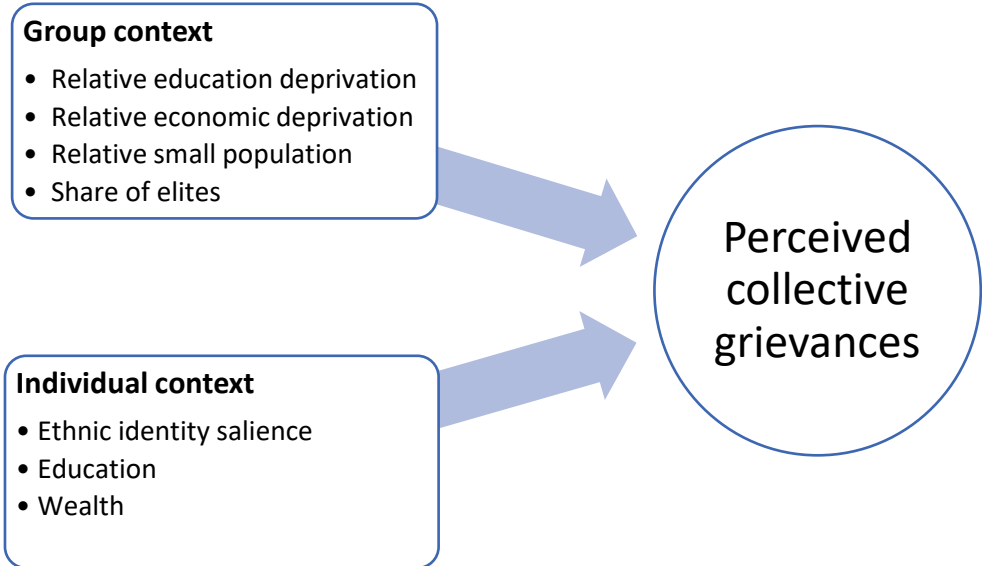 Group context
• Relative education deprivation
• Relative economic deprivation
• Relative small population
• Share of elites
Perceived
collective
grievances
Individual context
• Ethnic identity salience
• Education
• Wealth